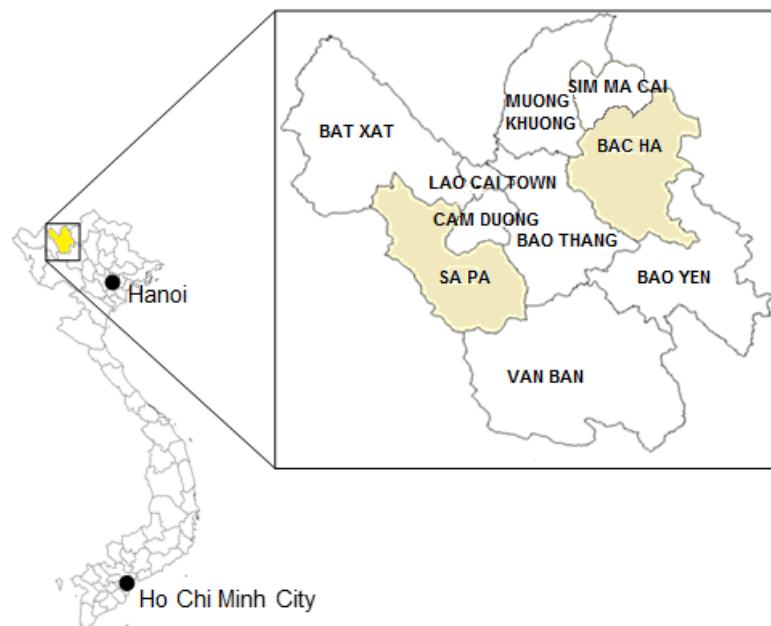 SIM MA CAI
MUONG
KHUONG
BAT XAT
BAC HA
LAO CAI TOWN
CAM DUONG
BAO THANG
SA PA
BAO YEN
Hanoi
VAN BAN
Ho Chi Minh City